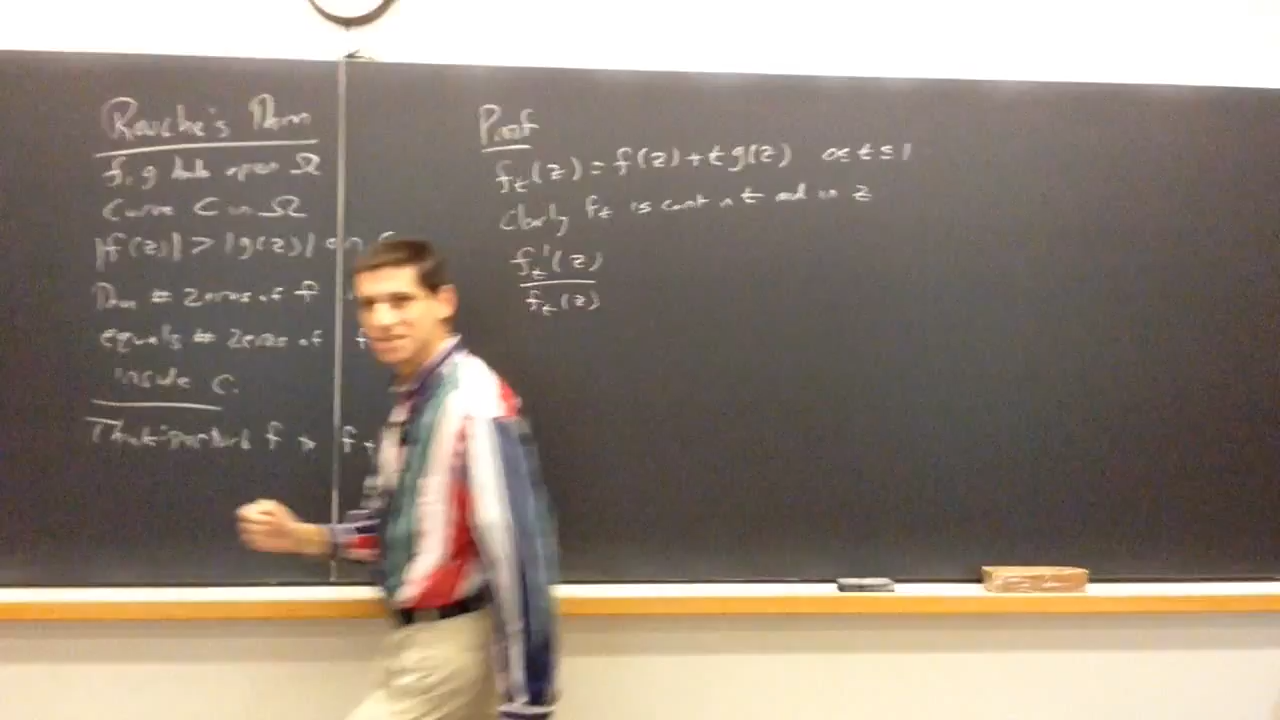 Rouche's Thm
f, g hol open Ω
Curve C in Ω
|f(z)| > |g(z)| on
Then # zeros of f
equals # zeros of f
inside C.
f
Proof
f_t(z) = f(z) + t g(z) 0 ≤ t ≤ 1
Clearly f_t is cont in t and in z
f_t'(z)
f_t(z)